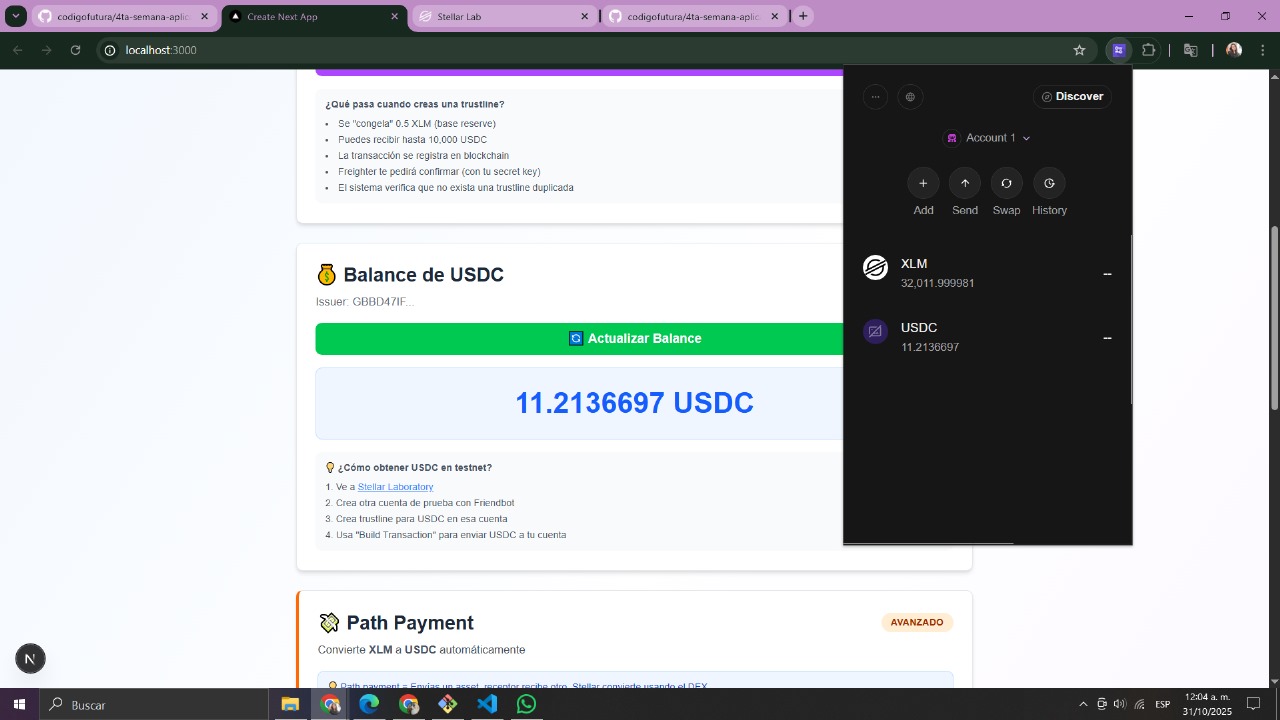 codigofutura/4ta-semana-aplic
Create Next App
Stellar Lab
codigofutura/4ta-semana-aplic
localhost:3000
¿Qué pasa cuando creas una trustline?
• Se "congela" 0.5 XLM (base reserve)
• Puedes recibir hasta 10,000 USDC
• La transacción se registra en blockchain
• Freighter te pedirá confirmar (con tu secret key)
• El sistema verifica que no exista una trustline duplicada
Balance de USDC
Issuer: GBBD47IF...
Actualizar Balance
11.2136697 USDC
¿Cómo obtener USDC en testnet?
1. Ve a Stellar Laboratory
2. Crea otra cuenta de prueba con Friendbot
3. Crea trustline para USDC en esa cuenta
4. Usa "Build Transaction" para enviar USDC a tu cuenta
Path Payment
AVANZADO
Convierte XLM a USDC automáticamente
Path payment = Envías un asset, receptor recibe otro. Stellar convierte usando el DEX.
Discover
Account 1
Add Send Swap History
XLM
32,011.999981
--
USDC
11.2136697
--
N
Buscar
ESP
12:04 a. m.
31/10/2025